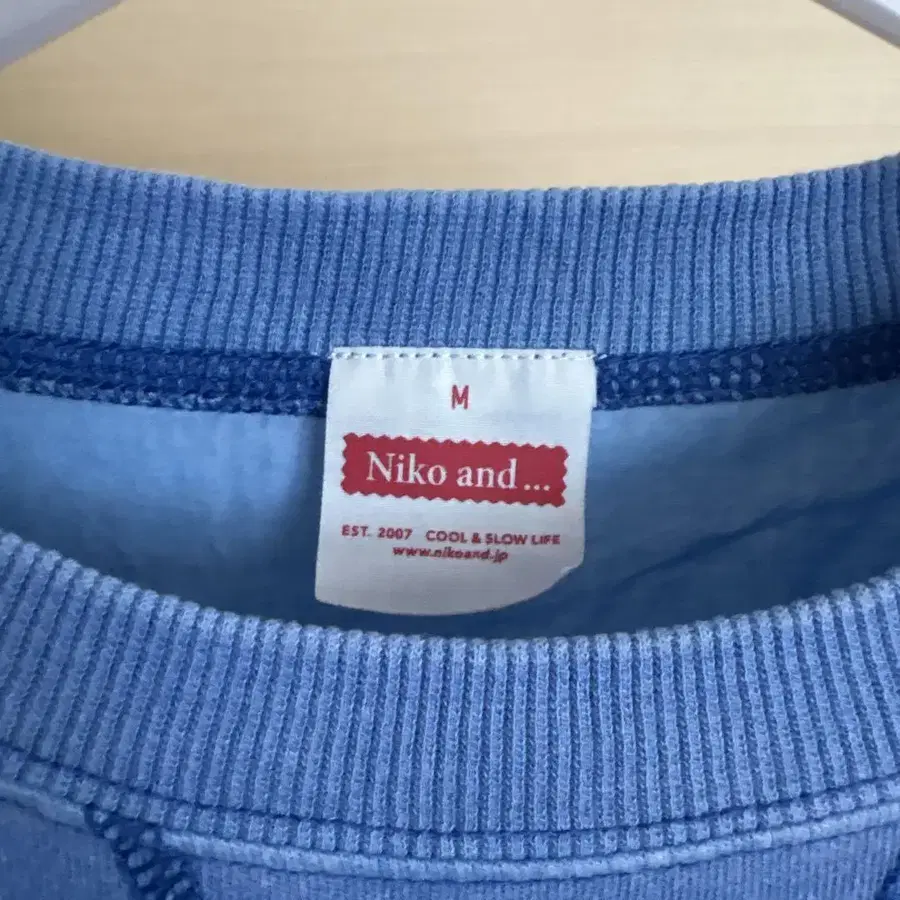 M
Niko and ...
EST. 2007 COOL & SLOW LIFE
www.nikoand.jp